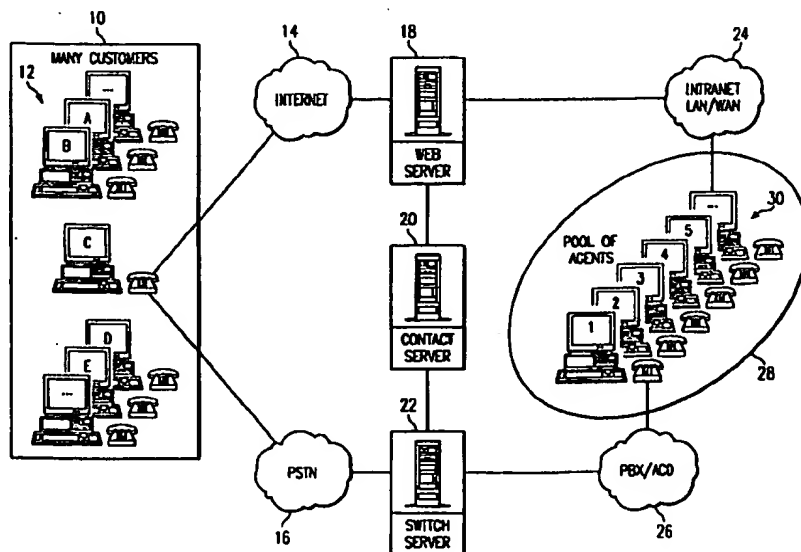 10
14
18
24
MANY CUSTOMERS
12
...
A
B
INTERNET
WEB SERVER
INTRANET
LAN/WAN
C
20
CONTACT SERVER
POOL OF
AGENTS
...
5
4
3
2
1
30
28
D
E
...
22
PSTN
16
SWITCH SERVER
PBX/ACD
26